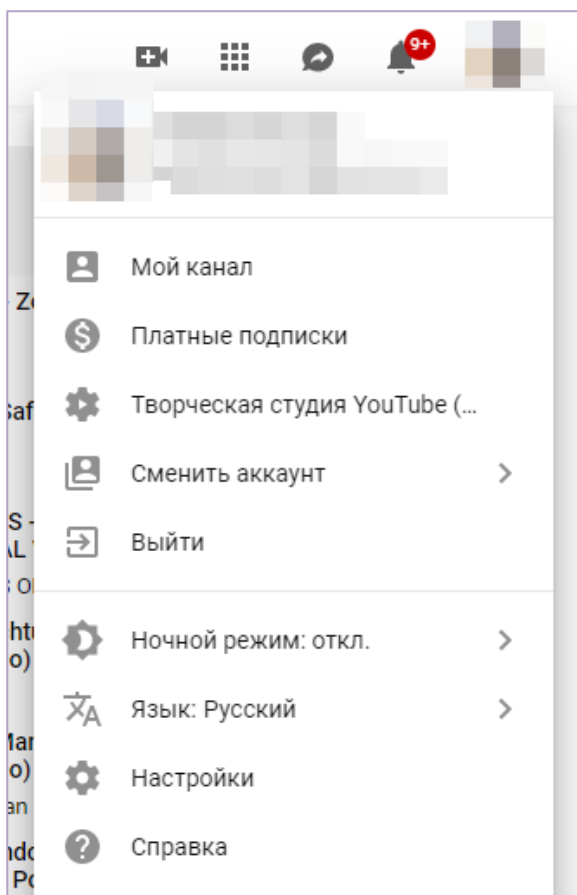 9+
Мой канал
Платные подписки
Творческая студия YouTube (...
Сменить аккаунт
Выйти
Ночной режим: откл.
Язык: Русский
Настройки
Справка